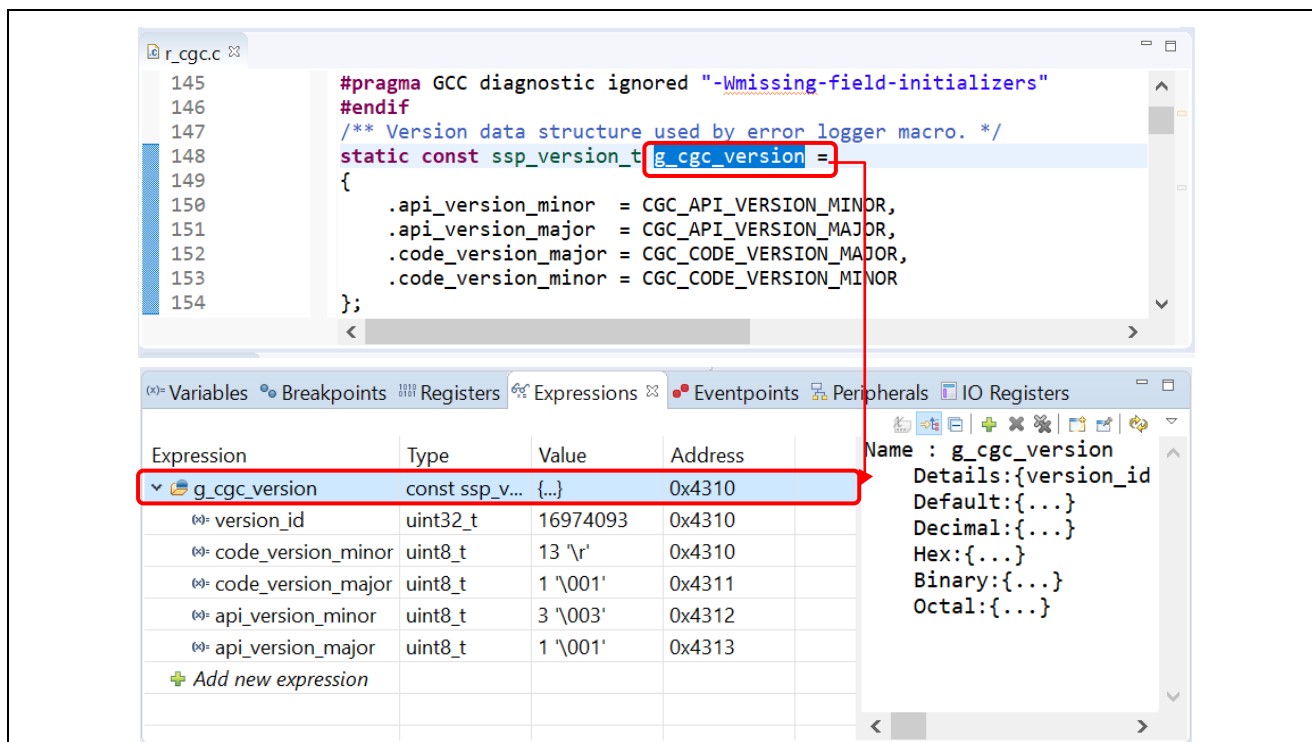 r_cgc.c
145 #pragma GCC diagnostic ignored "-Wmissing-field-initializers"
146 #endif
147 /** Version data structure used by error logger macro. */
148 static const ssp_version_t g_cgc_version =
149 {
150 .api_version_minor  = CGC_API_VERSION_MINOR,
151 .api_version_major  = CGC_API_VERSION_MAJOR,
152 .code_version_major = CGC_CODE_VERSION_MAJOR,
153 .code_version_minor = CGC_CODE_VERSION_MINOR
154 };
(x)= Variables Breakpoints 1010 0101 Registers Expressions Eventpoints Peripherals IO Registers
Expression Type Value Address
g_cgc_version const ssp_v... {...} 0x4310
(x)= version_id uint32_t 16974093 0x4310
(x)= code_version_minor uint8_t 13 '\r' 0x4310
(x)= code_version_major uint8_t 1 '\001' 0x4311
(x)= api_version_minor uint8_t 3 '\003' 0x4312
(x)= api_version_major uint8_t 1 '\001' 0x4313
Add new expression
Name : g_cgc_version
Details:{version_id
Default:{...}
Decimal:{...}
Hex:{...}
Binary:{...}
Octal:{...}